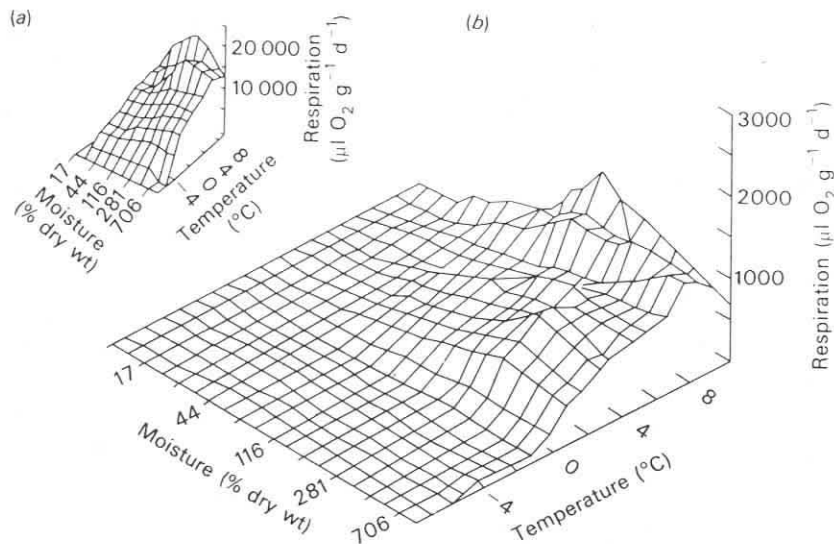 (a)
20 000
10 000
Respiration
(μl O₂ g⁻¹ d⁻¹)
17
44
116
281
706
Moisture
(% dry wt)
−4
0
4
8
Temperature
(°C)
(b)
3000
2000
1000
Respiration (μl O₂ g⁻¹ d⁻¹)
17
44
116
281
706
Moisture (% dry wt)
−4
0
4
8
Temperature (°C)